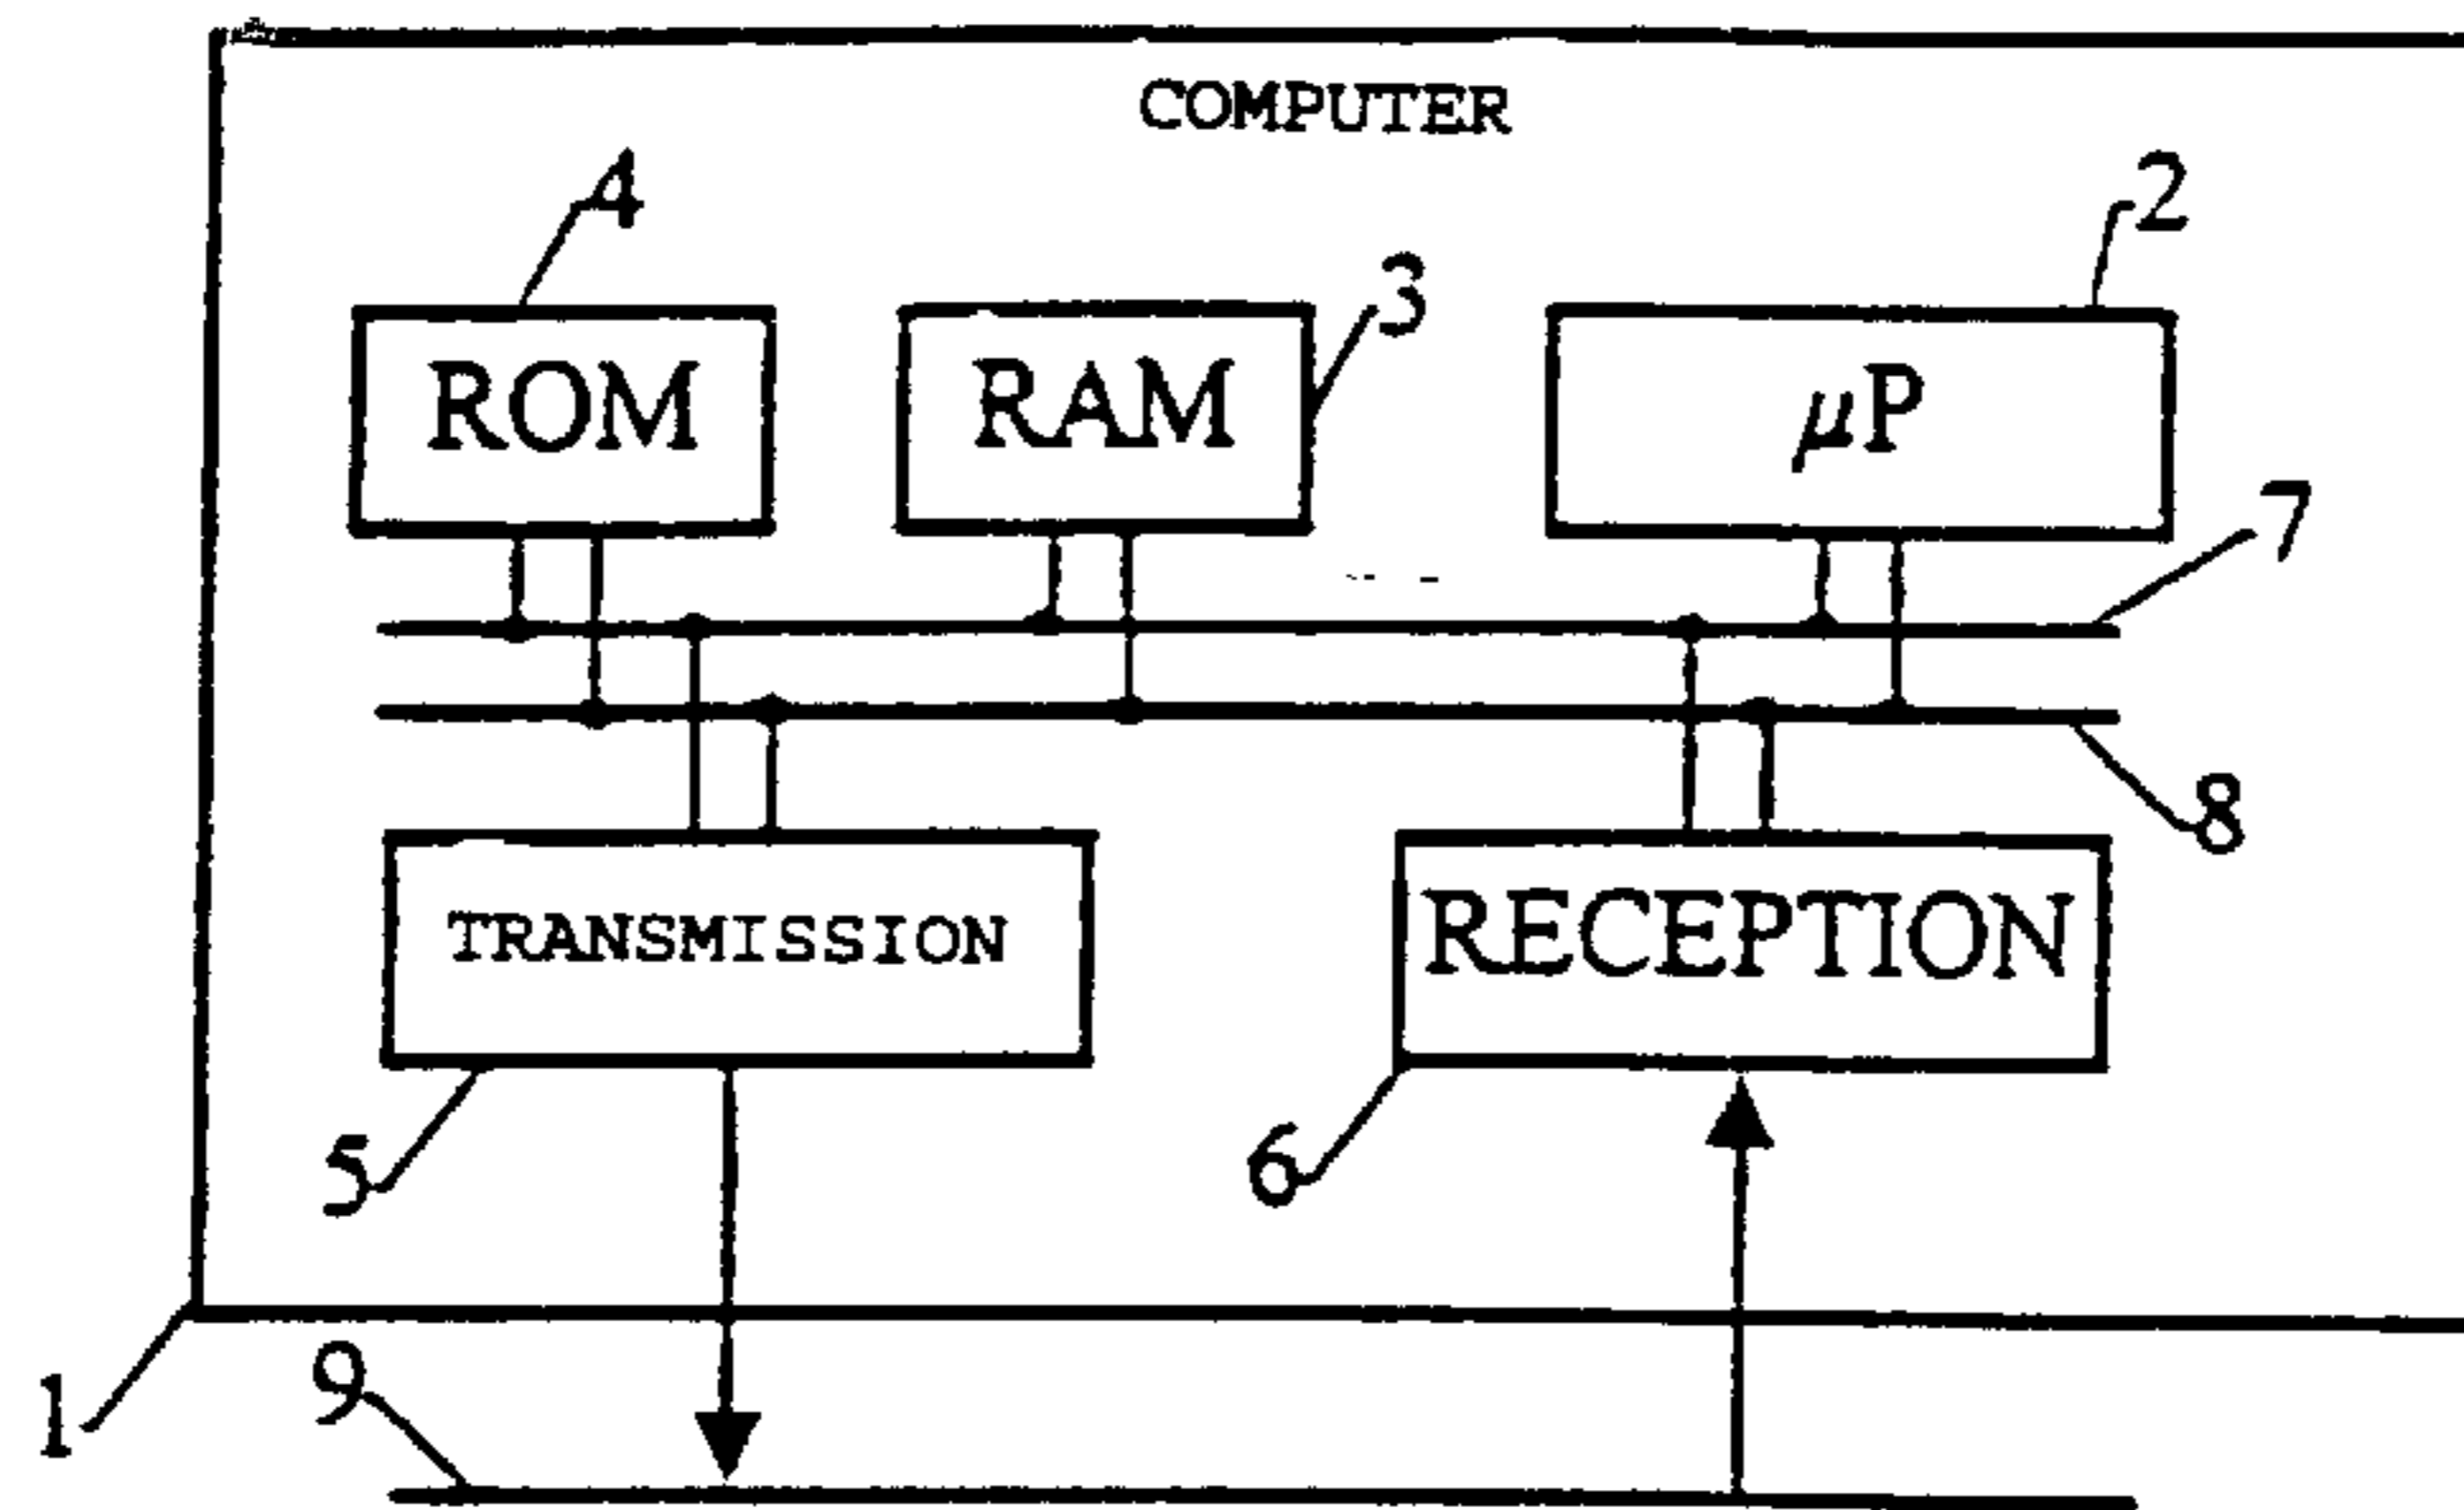 COMPUTER
4
2
3
ROM
RAM
μP
7
8
TRANSMISSION
RECEPTION
5
6
1
9